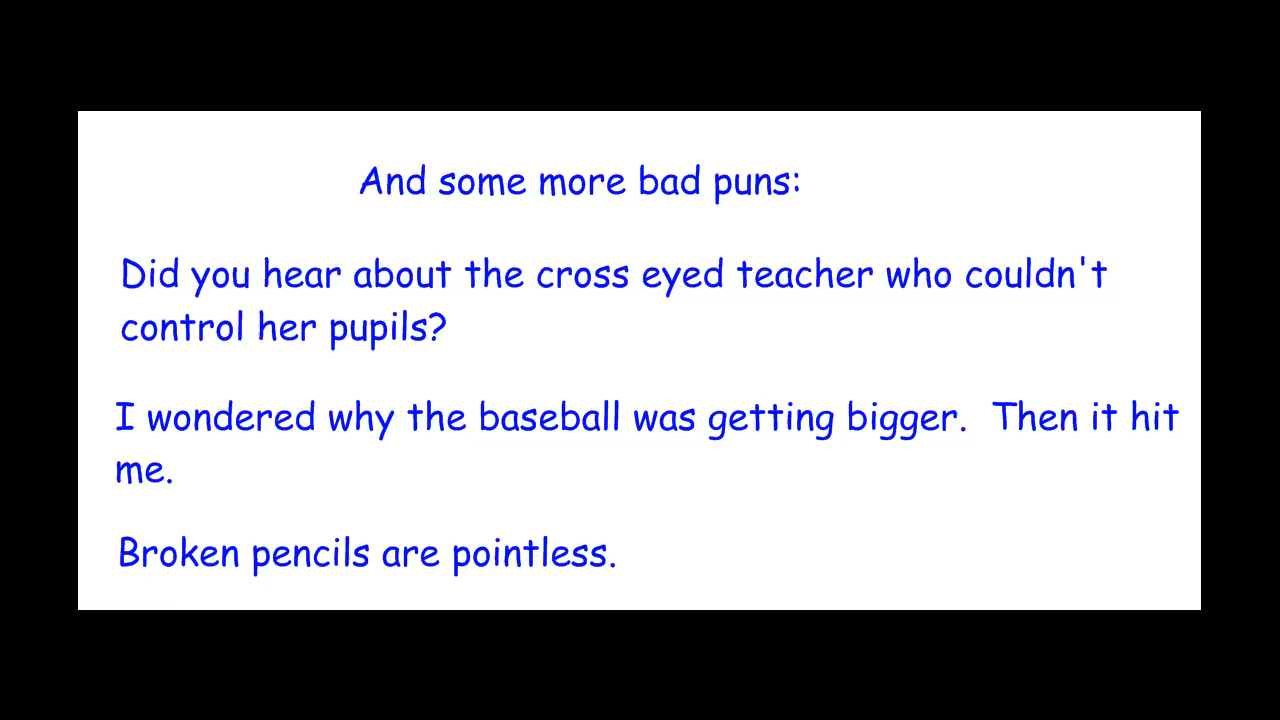 And some more bad puns:
Did you hear about the cross eyed teacher who couldn't
control her pupils?
I wondered why the baseball was getting bigger.  Then it hit
me.
Broken pencils are pointless.